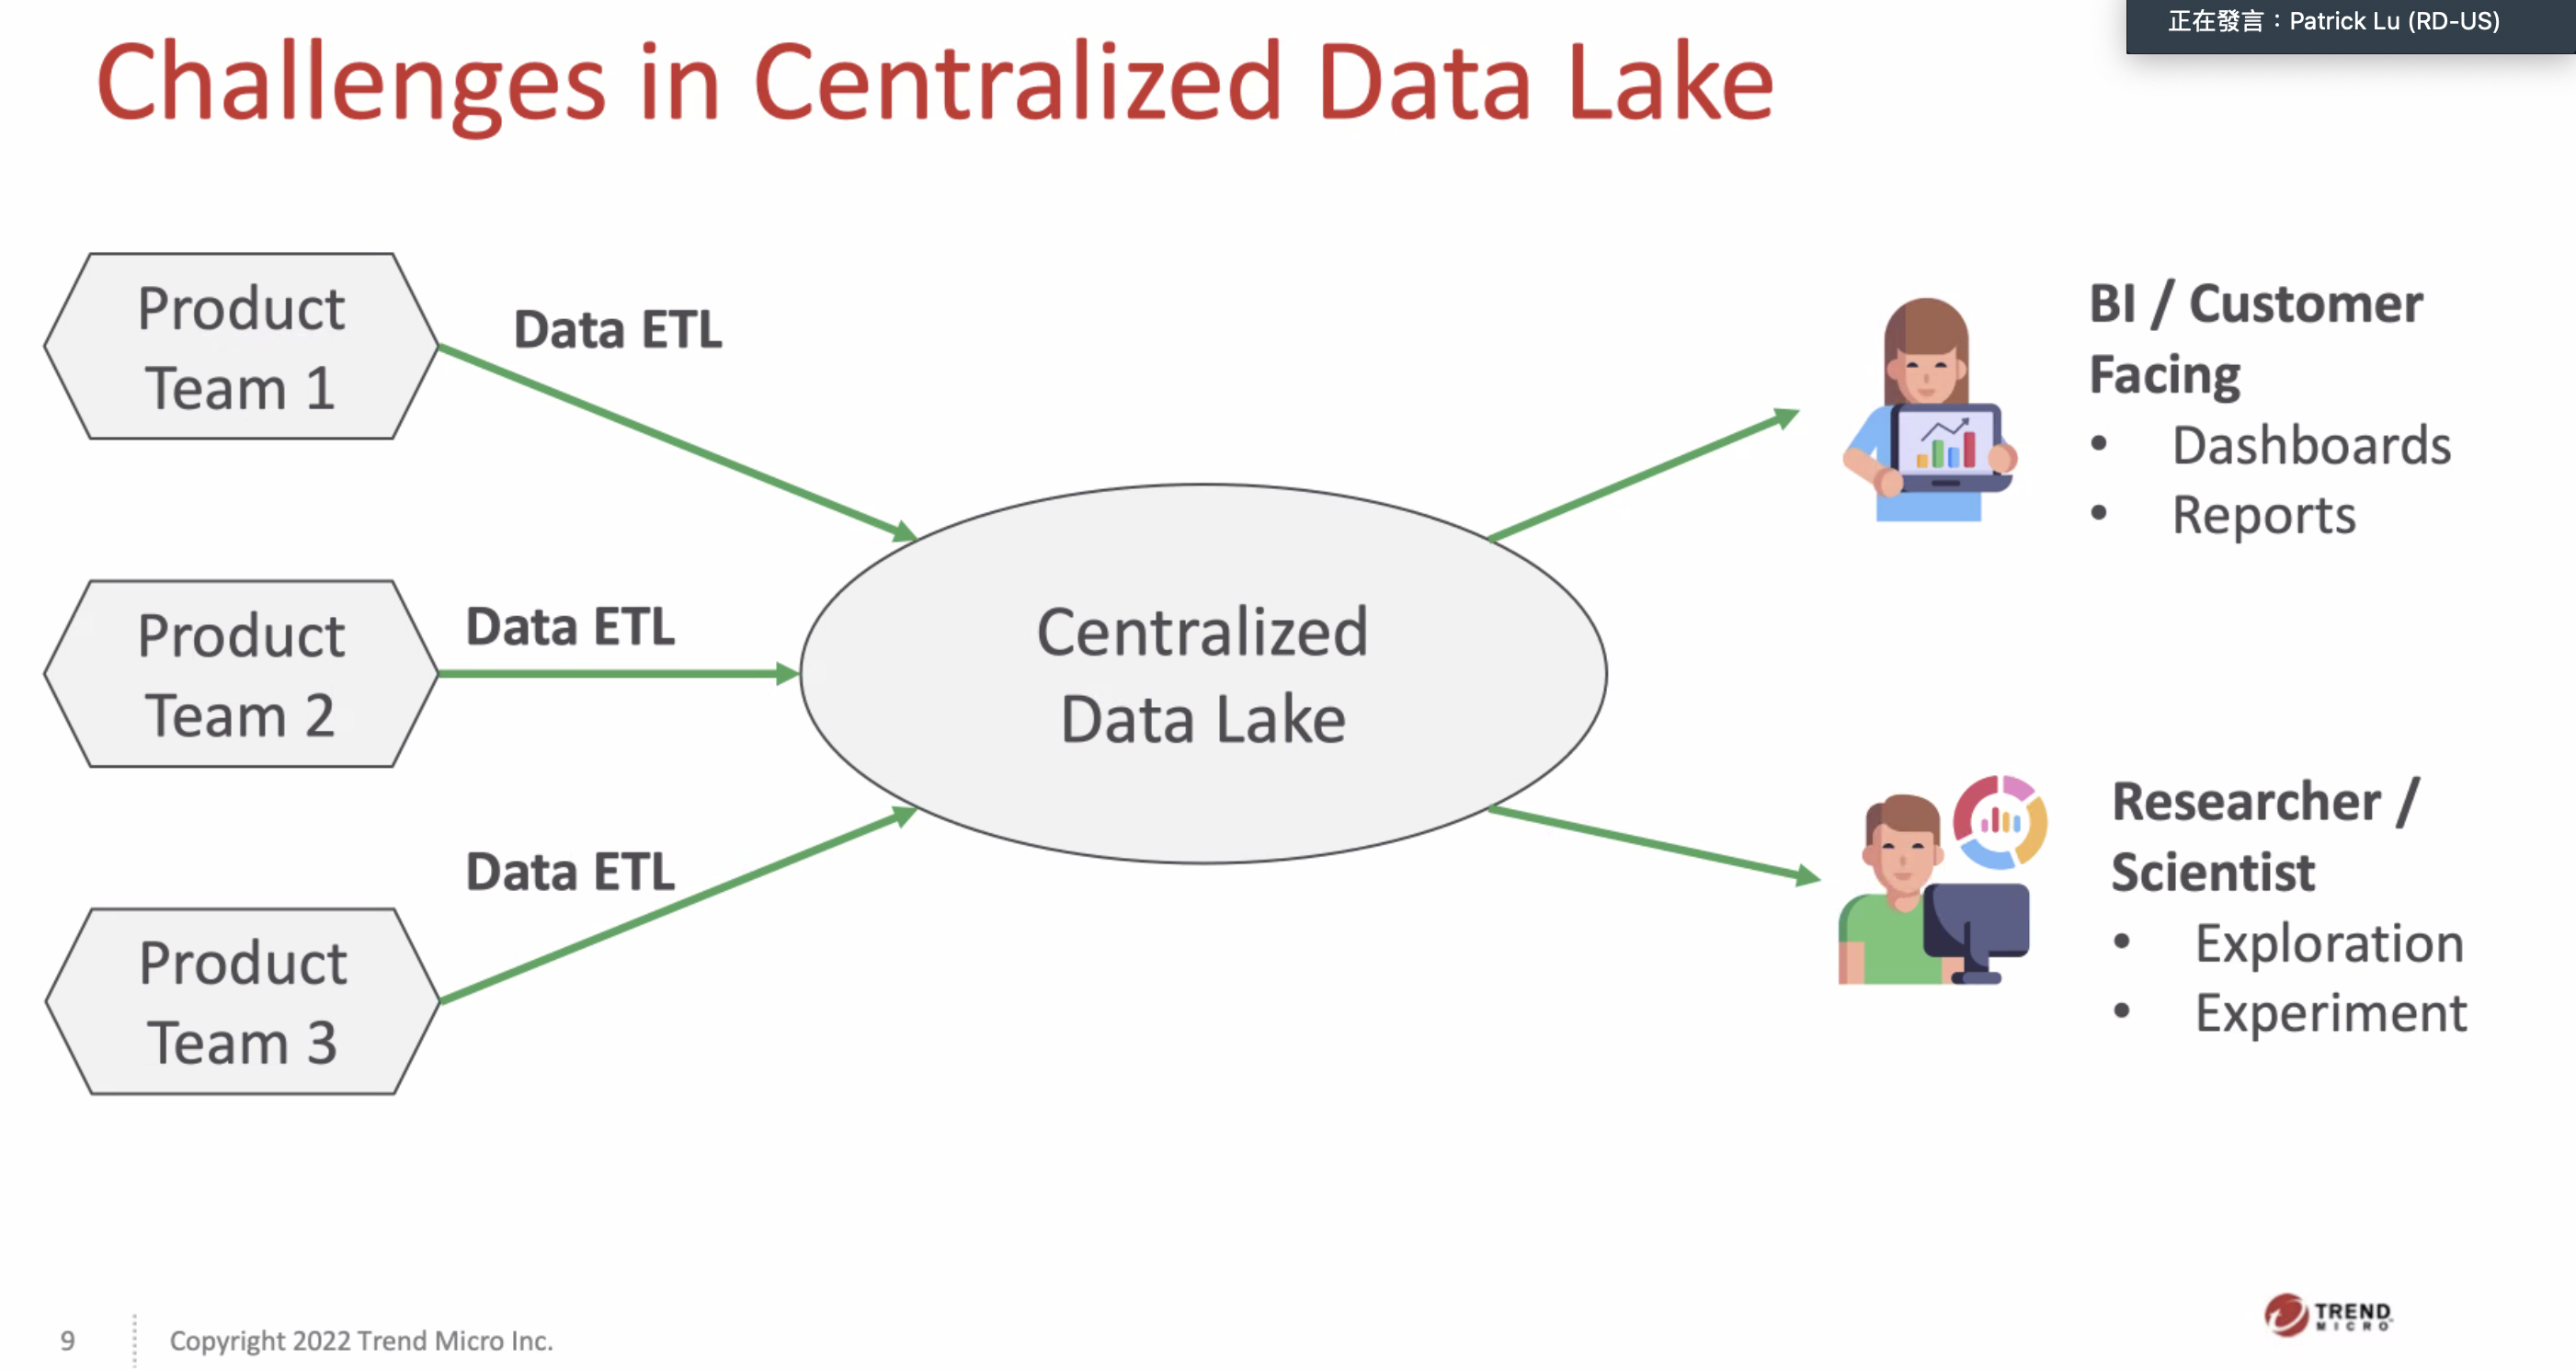 正在發言：Patrick Lu (RD-US)
Challenges in Centralized Data Lake
Product
Team 1
Data ETL
Product
Team 2
Data ETL
Product
Team 3
Data ETL
Centralized
Data Lake
BI / Customer
Facing
• Dashboards
• Reports
Researcher /
Scientist
• Exploration
• Experiment
9
Copyright 2022 Trend Micro Inc.
TREND
MICRO